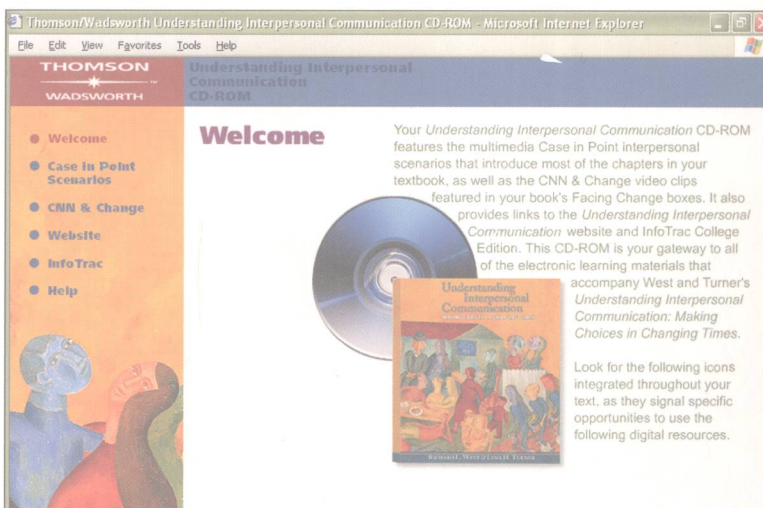 Thomson/Wadsworth Understanding Interpersonal Communication CD-ROM - Microsoft Internet Explorer
File Edit View Favorites Tools Help
THOMSON
™
WADSWORTH
Understanding Interpersonal
Communication
CD-ROM
Welcome
Case in Point
Scenarios
CNN & Change
Website
InfoTrac
Help
Welcome
Your Understanding Interpersonal Communication CD-ROM
features the multimedia Case in Point interpersonal
scenarios that introduce most of the chapters in your
textbook, as well as the CNN & Change video clips
featured in your book's Facing Change boxes. It also
provides links to the Understanding Interpersonal
Communication website and InfoTrac College
Edition. This CD-ROM is your gateway to all
of the electronic learning materials that
accompany West and Turner's
Understanding Interpersonal
Communication: Making
Choices in Changing Times.
Look for the following icons
integrated throughout your
text, as they signal specific
opportunities to use the
following digital resources.
Understanding
Interpersonal
Communication
Richard L. West & Lynn H. Turner